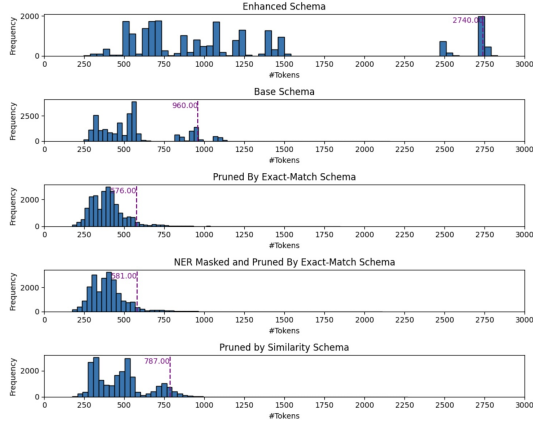 Enhanced Schema
2000
0
Frequency
2740.00
0 250 500 750 1000 1250 1500 1750 2000 2250 2500 2750 3000
#Tokens
Base Schema
2500
0
Frequency
960.00
0 250 500 750 1000 1250 1500 1750 2000 2250 2500 2750 3000
#Tokens
Pruned By Exact-Match Schema
2000
0
Frequency
576.00
0 250 500 750 1000 1250 1500 1750 2000 2250 2500 2750 3000
#Tokens
NER Masked and Pruned By Exact-Match Schema
2000
0
Frequency
581.00
0 250 500 750 1000 1250 1500 1750 2000 2250 2500 2750 3000
#Tokens
Pruned by Similarity Schema
2000
0
Frequency
787.00
0 250 500 750 1000 1250 1500 1750 2000 2250 2500 2750 3000
#Tokens